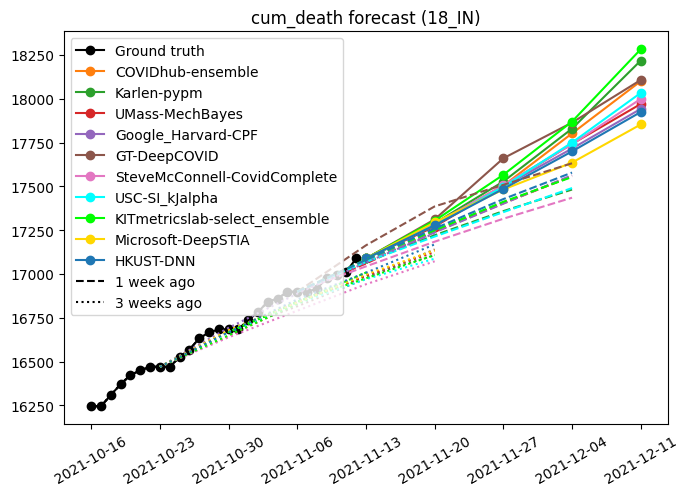 cum_death forecast (18_IN)
18250
18000
17750
17500
17250
17000
16750
16500
16250
Ground truth
COVIDhub-ensemble
Karlen-pypm
UMass-MechBayes
Google_Harvard-CPF
GT-DeepCOVID
SteveMcConnell-CovidComplete
USC-SI_kJalpha
KITmetricslab-select_ensemble
Microsoft-DeepSTIA
HKUST-DNN
1 week ago
3 weeks ago
2021-10-16
2021-10-23
2021-10-30
2021-11-06
2021-11-13
2021-11-20
2021-11-27
2021-12-04
2021-12-11